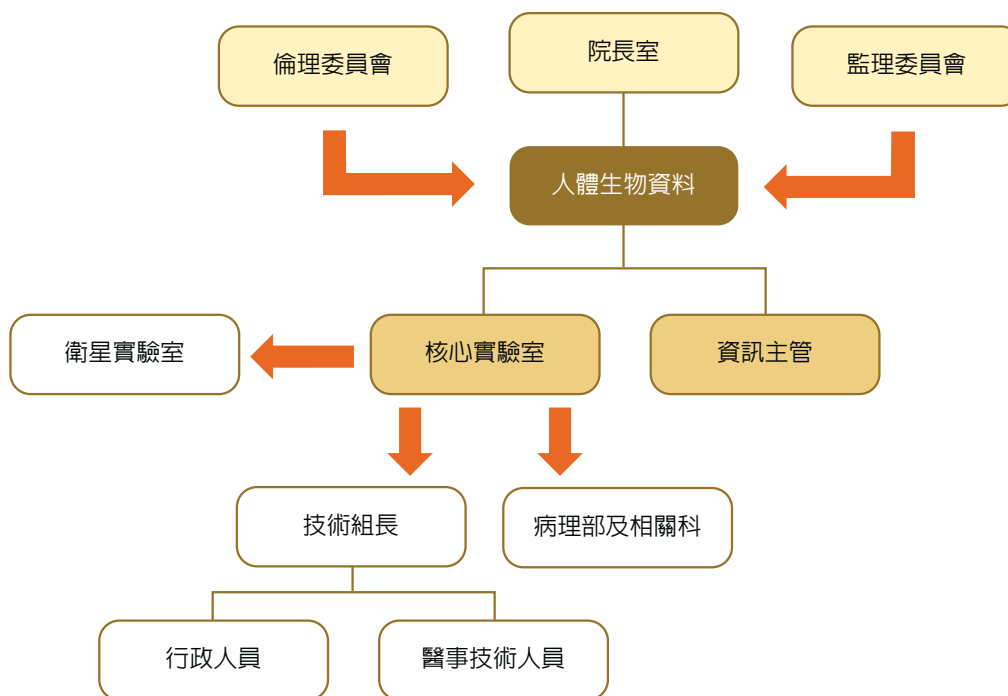 倫理委員會
院長室
監理委員會
人體生物資料
衛星實驗室
核心實驗室
資訊主管
技術組長
病理部及相關科
行政人員
醫事技術人員